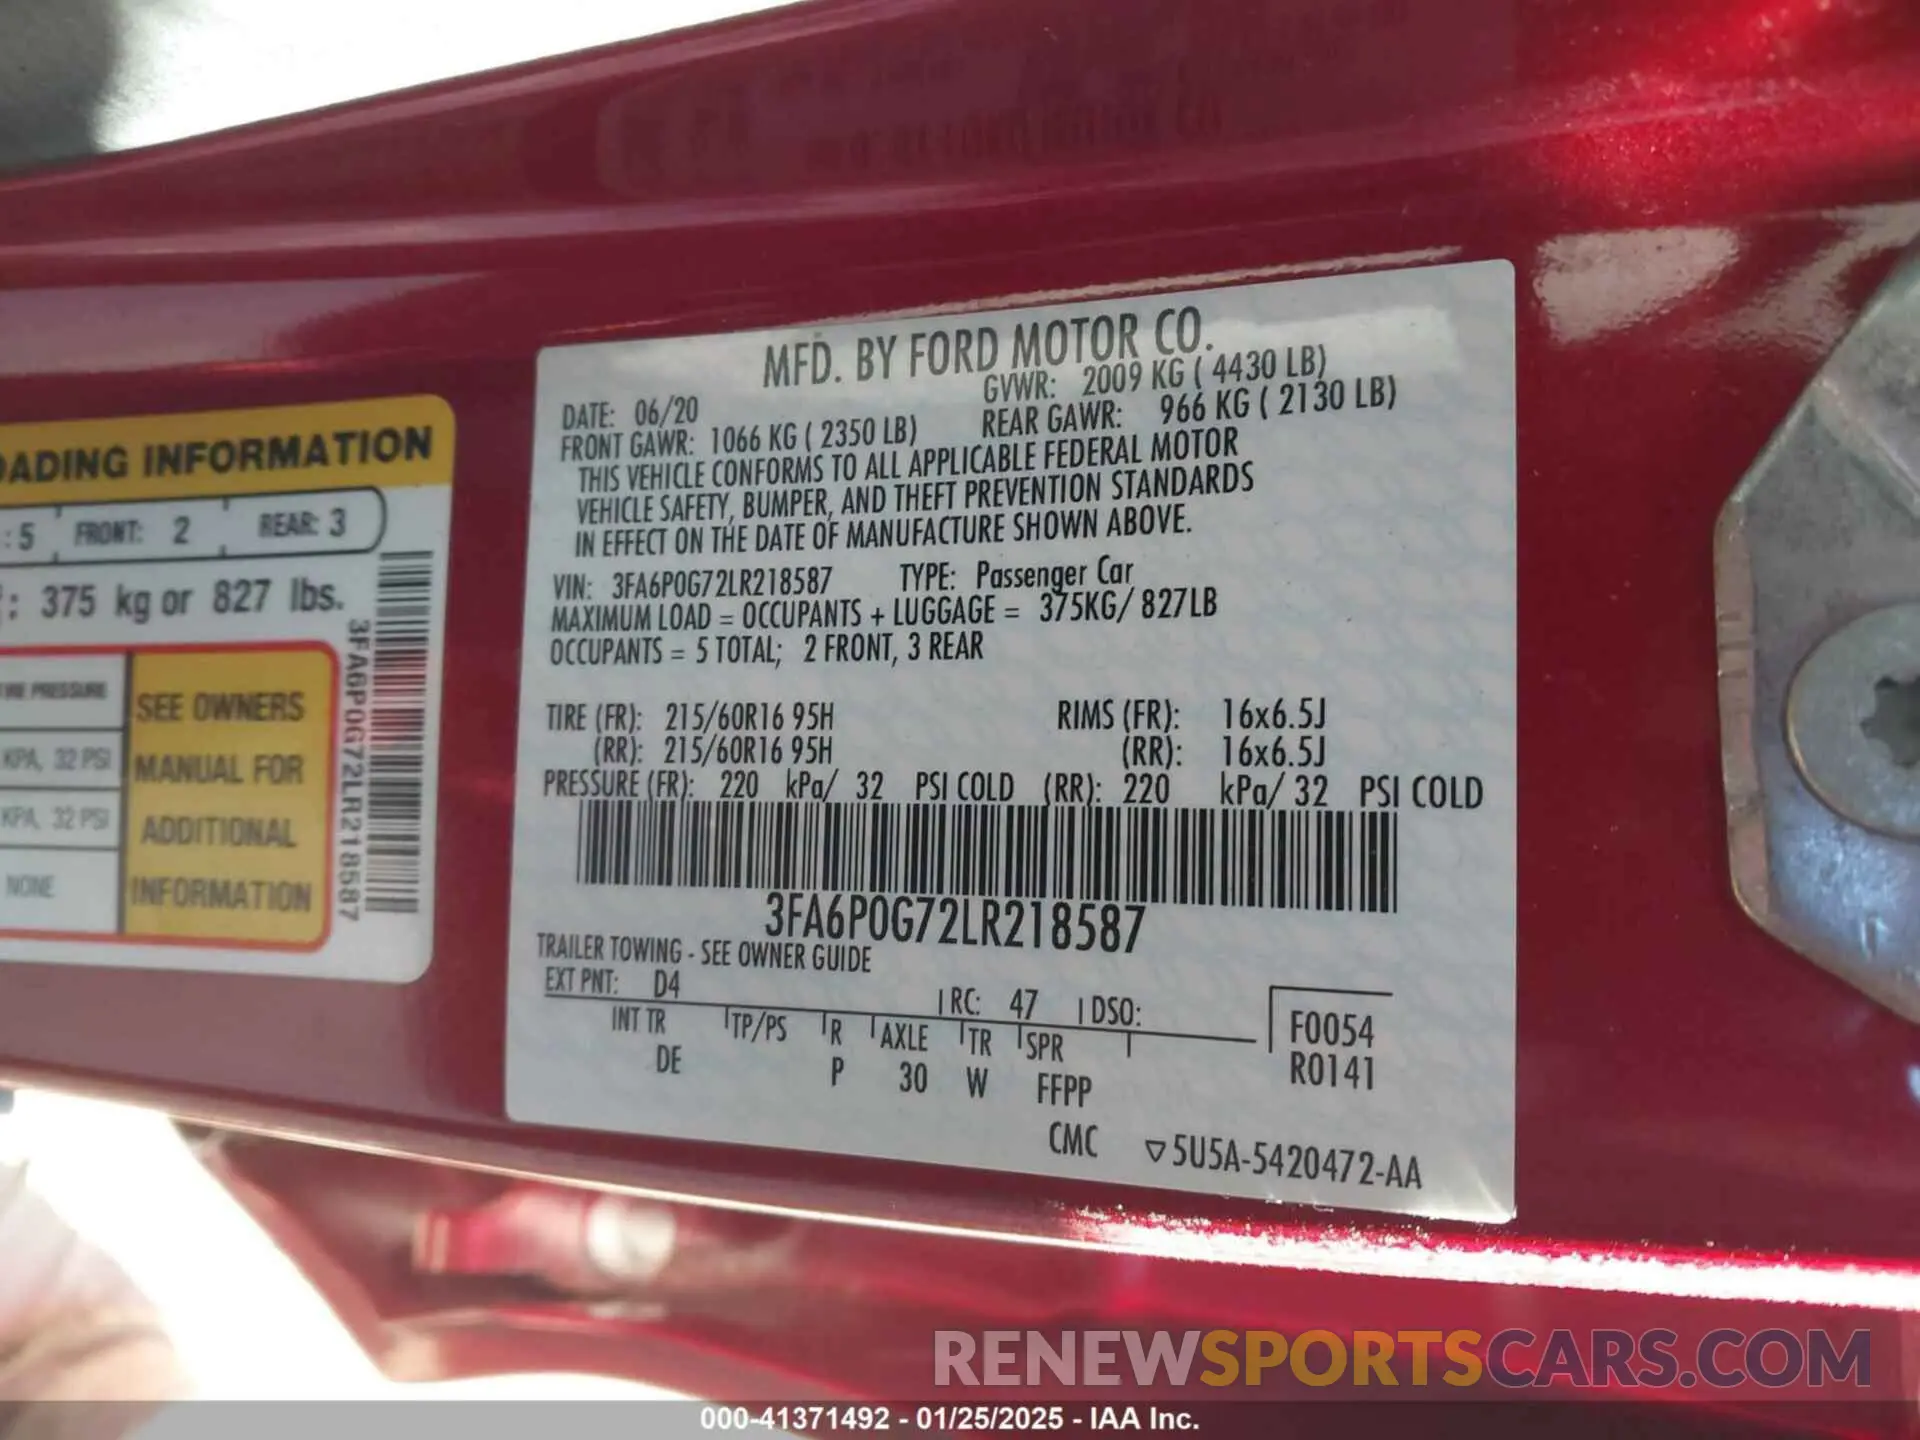 MFD. BY FORD MOTOR CO.
DATE: 06/20 GVWR: 2009 KG ( 4430 LB)
FRONT GAWR: 1066 KG ( 2350 LB) REAR GAWR: 966 KG ( 2130 LB)
THIS VEHICLE CONFORMS TO ALL APPLICABLE FEDERAL MOTOR
VEHICLE SAFETY, BUMPER, AND THEFT PREVENTION STANDARDS
IN EFFECT ON THE DATE OF MANUFACTURE SHOWN ABOVE.
VIN: 3FA6P0G72LR218587 TYPE: Passenger Car
MAXIMUM LOAD = OCCUPANTS + LUGGAGE = 375KG/ 827LB
OCCUPANTS = 5 TOTAL; 2 FRONT, 3 REAR
TIRE (FR): 215/60R16 95H RIMS (FR): 16x6.5J
(RR): 215/60R16 95H (RR): 16x6.5J
PRESSURE (FR): 220 kPa/ 32 PSI COLD (RR): 220 kPa/ 32 PSI COLD
3FA6P0G72LR218587
TRAILER TOWING - SEE OWNER GUIDE
EXT PNT: D4 RC: 47 DSO:
INT TR TP/PS R AXLE TR SPR
DE P 30 W FFPP
F0054
R0141
CMC ▽5U5A-5420472-AA
ADING INFORMATION
: 5 FRONT: 2 REAR: 3
: 375 kg or 827 lbs.
3FA6P0G72LR218587
PRESSURE
KPA, 32 PSI
KPA, 32 PSI
NONE
SEE OWNERS
MANUAL FOR
ADDITIONAL
INFORMATION
RENEWSPORTSCARS.COM
000-41371492 - 01/25/2025 - IAA Inc.